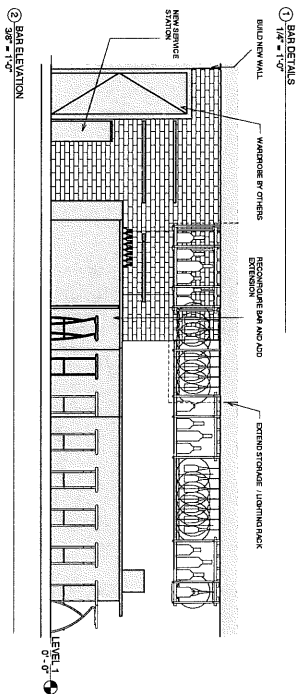 1 BAR DETAILS
1/4" = 1'-0"
BUILD NEW WALL
WARDROBE BY OTHERS
RECONFIGURE BAR AND ADD
EXTENSION
EXTEND STORAGE / LIGHTING RACK
NEW SERVICE
STATION
LEVEL 1
0' - 0"
2 BAR ELEVATION
3/8" = 1'-0"